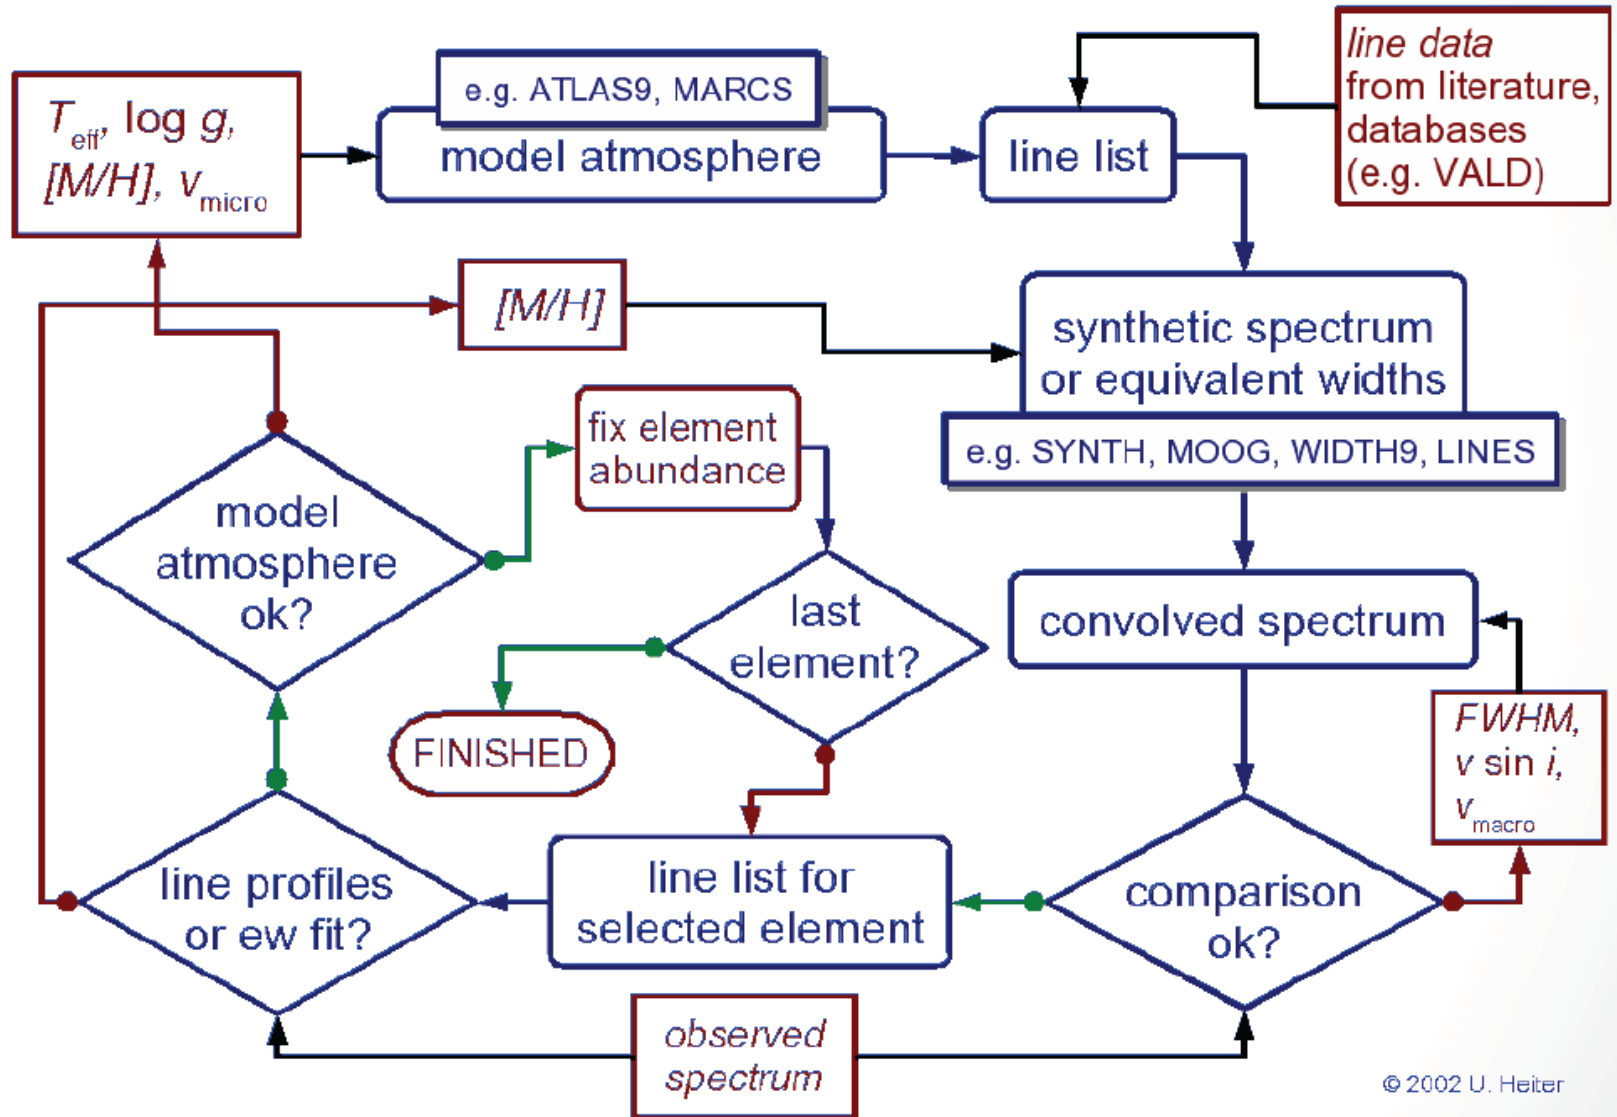 T_eff, log g,
[M/H], v_micro
e.g. ATLAS9, MARCS
model atmosphere
line list
line data
from literature,
databases
(e.g. VALD)
[M/H]
synthetic spectrum
or equivalent widths
e.g. SYNTH, MOOG, WIDTH9, LINES
fix element
abundance
model
atmosphere
ok?
last
element?
convolved spectrum
FINISHED
FWHM,
v sin i,
v_macro
line profiles
or ew fit?
line list for
selected element
comparison
ok?
observed
spectrum
© 2002 U. Heiter